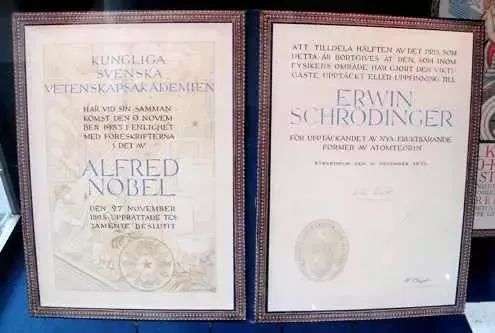 KUNGLIGA
SVENSKA
VETENSKAPSAKADEMIEN
HAR VID SIN SAMMAN
KOMST DEN 9 NOVEM
BER 1933 I ENLIGHET
MED FÖRESKRIFTERNA
I DET AV
ALFRED
NOBEL
DEN 27 NOVEMBER
1895 UPPRÄTTADE TES
TAMENTE BESLUTIT
ATT TILLDELA HÄLFTEN AV DET PRIS, SOM
DETTA ÅR BORTGIVES ÅT DEN, SOM INOM
FYSIKENS OMRÅDE HAR GJORT DEN VIKTI
GASTE UPPTÄCKT ELLER UPPFINNING TILL
ERWIN
SCHRÖDINGER
FÖR UPPTÄCKANDET AV NYA FRUKTBÄRANDE
FORMER AV ATOMTEORIN
STOCKHOLM DEN DECEMBER 1933